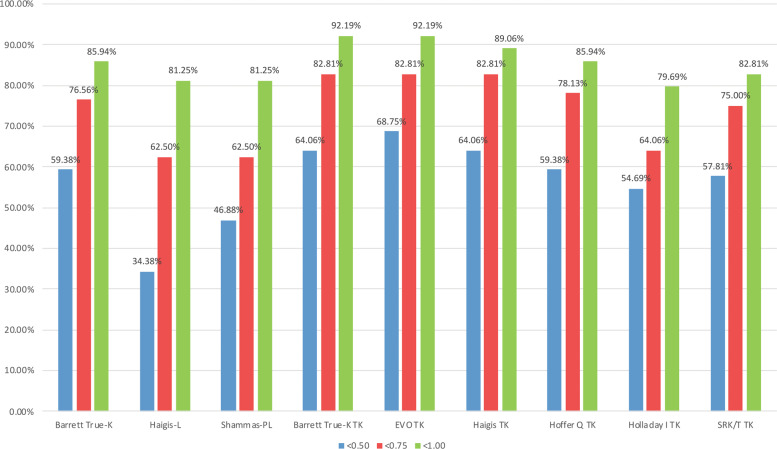 100.00%
90.00%
80.00%
70.00%
60.00%
50.00%
40.00%
30.00%
20.00%
10.00%
0.00%
59.38% 76.56% 85.94%
34.38% 62.50% 81.25%
46.88% 62.50% 81.25%
64.06% 82.81% 92.19%
68.75% 82.81% 92.19%
64.06% 82.81% 89.06%
59.38% 78.13% 85.94%
54.69% 64.06% 79.69%
57.81% 75.00% 82.81%
Barrett True-K Haigis-L Shammas-PL Barrett True-K TK EVO TK Haigis TK Hoffer Q TK Holladay I TK SRK/T TK
<0.50 <0.75 <1.00